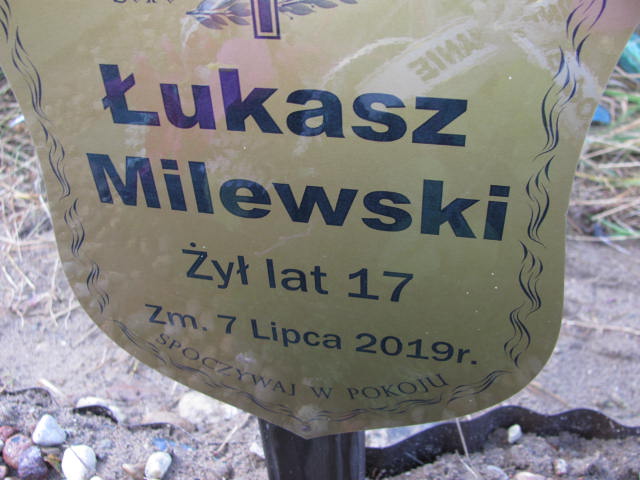 Łukasz
Milewski
Żył lat 17
Zm. 7 Lipca 2019r.
SPOCZYWAJ W POKOJU